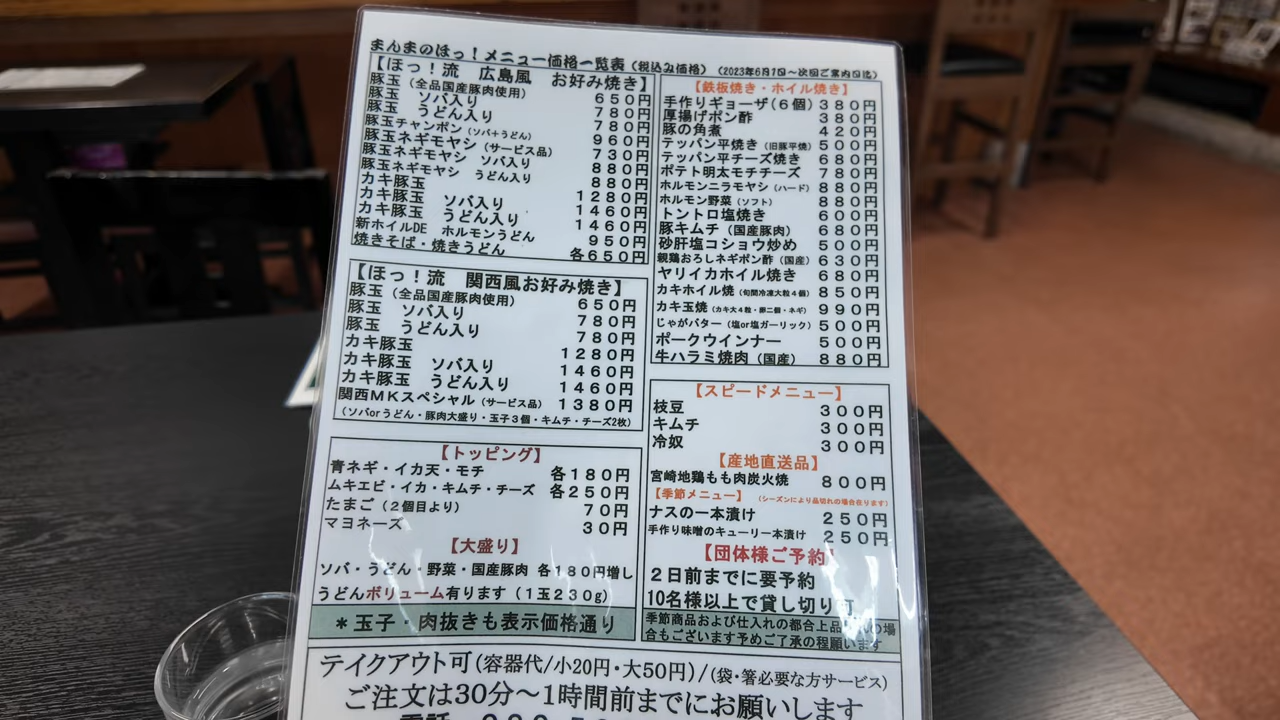 まんまのほっ！メニュー価格一覧表（税込み価格）（2023年6月1日〜次回ご案内日迄）
【ほっ！流 広島風 お好み焼き】
豚玉（全品国産豚肉使用） 650円
豚玉 ソバ入り 780円
豚玉 うどん入り 780円
豚玉チャンポン（ソバ＋うどん） 960円
豚玉ネギモヤシ（サービス品） 730円
豚玉ネギモヤシ ソバ入り 880円
豚玉ネギモヤシ うどん入り 880円
カキ豚玉 1280円
カキ豚玉 ソバ入り 1460円
カキ豚玉 うどん入り 1460円
新ホイルDE ホルモンうどん 950円
焼きそば・焼きうどん 各650円
【ほっ！流 関西風お好み焼き】
豚玉（全品国産豚肉使用） 650円
豚玉 ソバ入り 780円
豚玉 うどん入り 780円
カキ豚玉 1280円
カキ豚玉 ソバ入り 1460円
カキ豚玉 うどん入り 1460円
関西MKスペシャル（サービス品） 1380円
（ソバorうどん・豚肉大盛り・玉子3個・キムチ・チーズ2枚）
【トッピング】
青ネギ・イカ天・モチ 各180円
ムキエビ・イカ・キムチ・チーズ 各250円
たまご（2個目より） 70円
マヨネーズ 30円
【大盛り】
ソバ・うどん・野菜・国産豚肉 各180円増し
うどんボリューム有ります（1玉230g）
＊玉子・肉抜きも表示価格通り
【鉄板焼き・ホイル焼き】
手作りギョーザ（6個） 380円
厚揚げポン酢 380円
豚の角煮 420円
テッパン平焼き（旧豚平焼） 500円
テッパン平チーズ焼き 680円
ポテト明太モチチーズ 780円
ホルモンニラモヤシ（ハード） 880円
ホルモン野菜（ソフト） 880円
トントロ塩焼き 600円
豚キムチ（国産豚肉） 680円
砂肝塩コショウ炒め 500円
親鶏おろしネギポン酢（国産） 630円
ヤリイカホイル焼き 680円
カキホイル焼（旬間冷凍大粒4個） 850円
カキ玉焼（カキ大4粒・卵二個・ネギ） 990円
じゃがバター（塩or塩ガーリック） 500円
ポークウインナー 500円
牛ハラミ焼肉（国産） 880円
【スピードメニュー】
枝豆 300円
キムチ 300円
冷奴 300円
【産地直送品】
宮崎地鶏もも肉炭火焼 800円
【季節メニュー】（シーズンにより品切れの場合在ります）
ナスの一本漬け 250円
手作り味噌のキューリ一本漬け 250円
【団体様ご予約】
2日前までに要予約
10名様以上で貸し切り可
季節商品および仕入れの都合上品切れの場
合もございます予めご了承の程願います
テイクアウト可（容器代/小20円・大50円）/（袋・箸必要な方サービス）
ご注文は30分〜1時間前までにお願いします